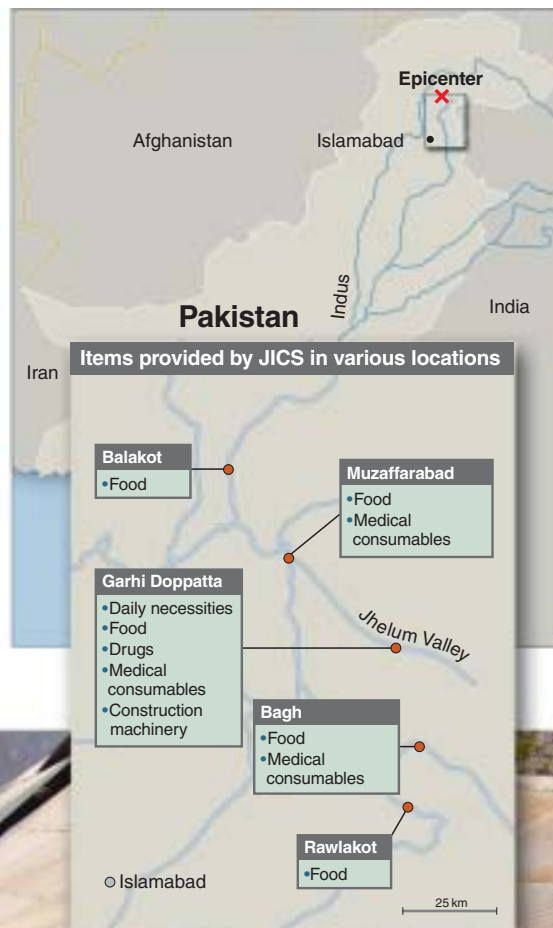 Epicenter
Afghanistan
Islamabad
Indus
Pakistan
India
Iran
Items provided by JICS in various locations
Balakot
•Food
Muzaffarabad
•Food
•Medical
consumables
Garhi Doppatta
•Daily necessities
•Food
•Drugs
•Medical
consumables
•Construction
machinery
Jhelum Valley
Bagh
•Food
•Medical
consumables
Rawlakot
•Food
Islamabad
25 km